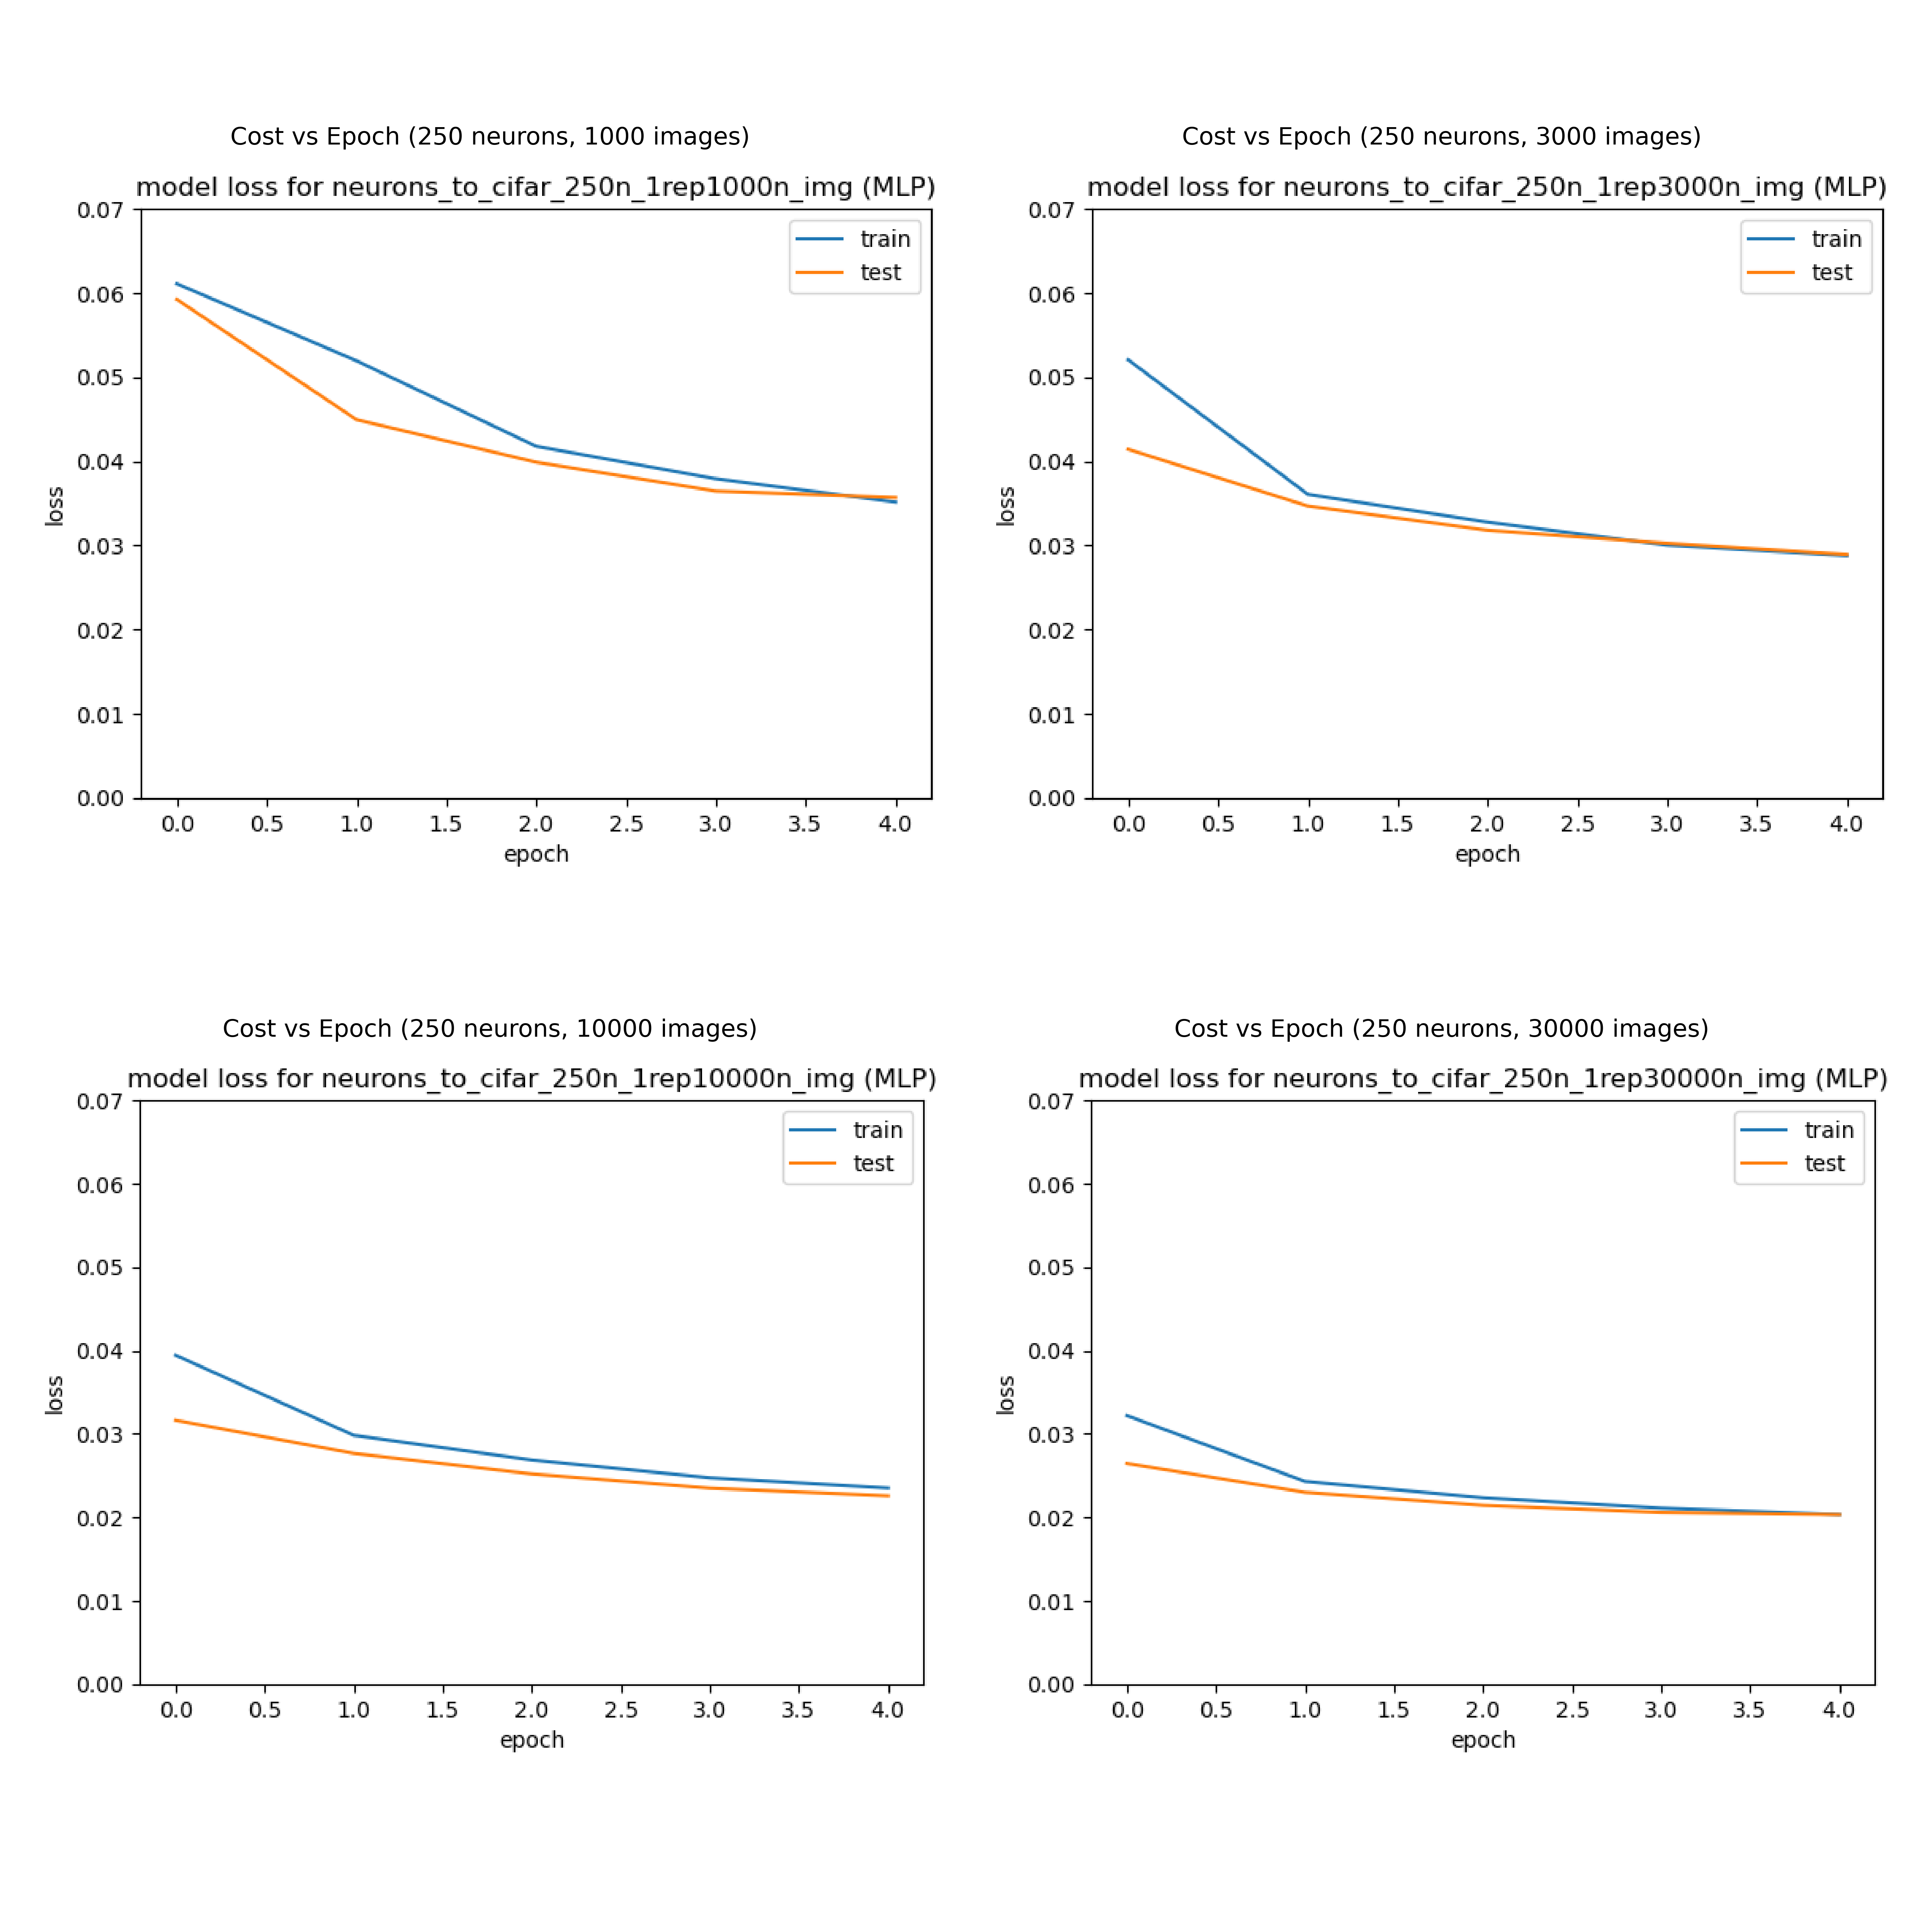 Cost vs Epoch (250 neurons, 1000 images)
model loss for neurons_to_cifar_250n_1rep1000n_img (MLP)
0.07
0.06
0.05
0.04
0.03
0.02
0.01
0.00
loss
train
test
0.0 0.5 1.0 1.5 2.0 2.5 3.0 3.5 4.0
epoch
Cost vs Epoch (250 neurons, 3000 images)
model loss for neurons_to_cifar_250n_1rep3000n_img (MLP)
0.07
0.06
0.05
0.04
0.03
0.02
0.01
0.00
loss
train
test
0.0 0.5 1.0 1.5 2.0 2.5 3.0 3.5 4.0
epoch
Cost vs Epoch (250 neurons, 10000 images)
model loss for neurons_to_cifar_250n_1rep10000n_img (MLP)
0.07
0.06
0.05
0.04
0.03
0.02
0.01
0.00
loss
train
test
0.0 0.5 1.0 1.5 2.0 2.5 3.0 3.5 4.0
epoch
Cost vs Epoch (250 neurons, 30000 images)
model loss for neurons_to_cifar_250n_1rep30000n_img (MLP)
0.07
0.06
0.05
0.04
0.03
0.02
0.01
0.00
loss
train
test
0.0 0.5 1.0 1.5 2.0 2.5 3.0 3.5 4.0
epoch